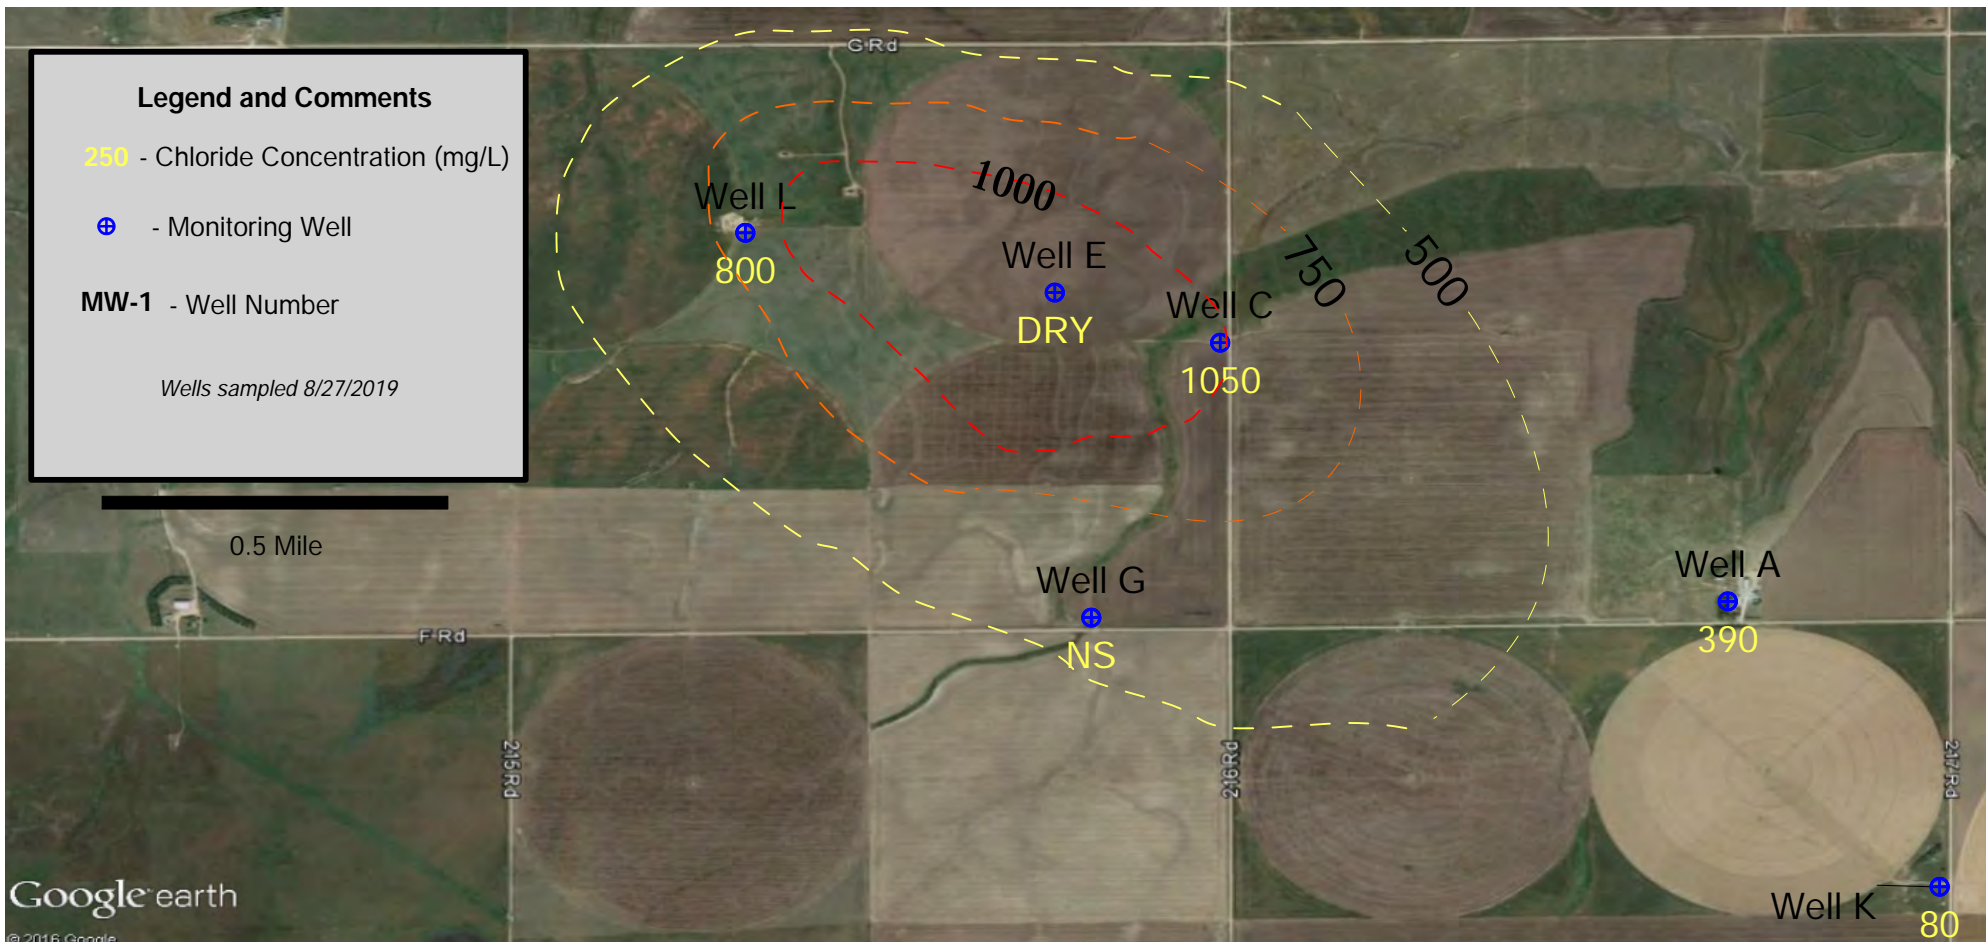 G Rd
Legend and Comments
250 - Chloride Concentration (mg/L)
- Monitoring Well
MW-1 - Well Number
Wells sampled 8/27/2019
0.5 Mile
1000
Well L
800
Well E
DRY
Well C
1050
750
500
Well G
NS
Well A
390
F Rd
215 Rd
216 Rd
217 Rd
Well K
80
Google earth
© 2016 Google